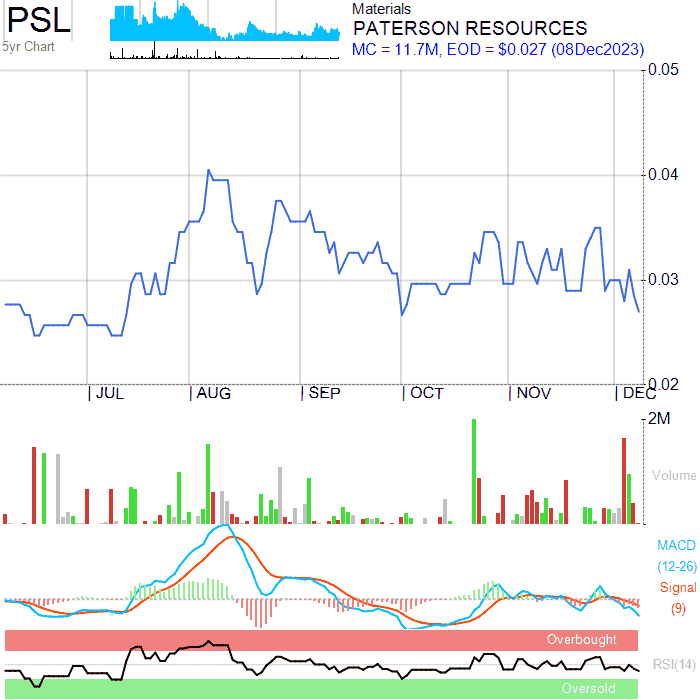 PSL
5yr Chart
Materials
PATERSON RESOURCES
MC = 11.7M, EOD = $0.027 (08Dec2023)
0.05
0.04
0.03
0.02
JUL AUG SEP OCT NOV DEC
2M
Volume
MACD
(12-26)
Signal
(9)
Overbought
RSI(14)
Oversold